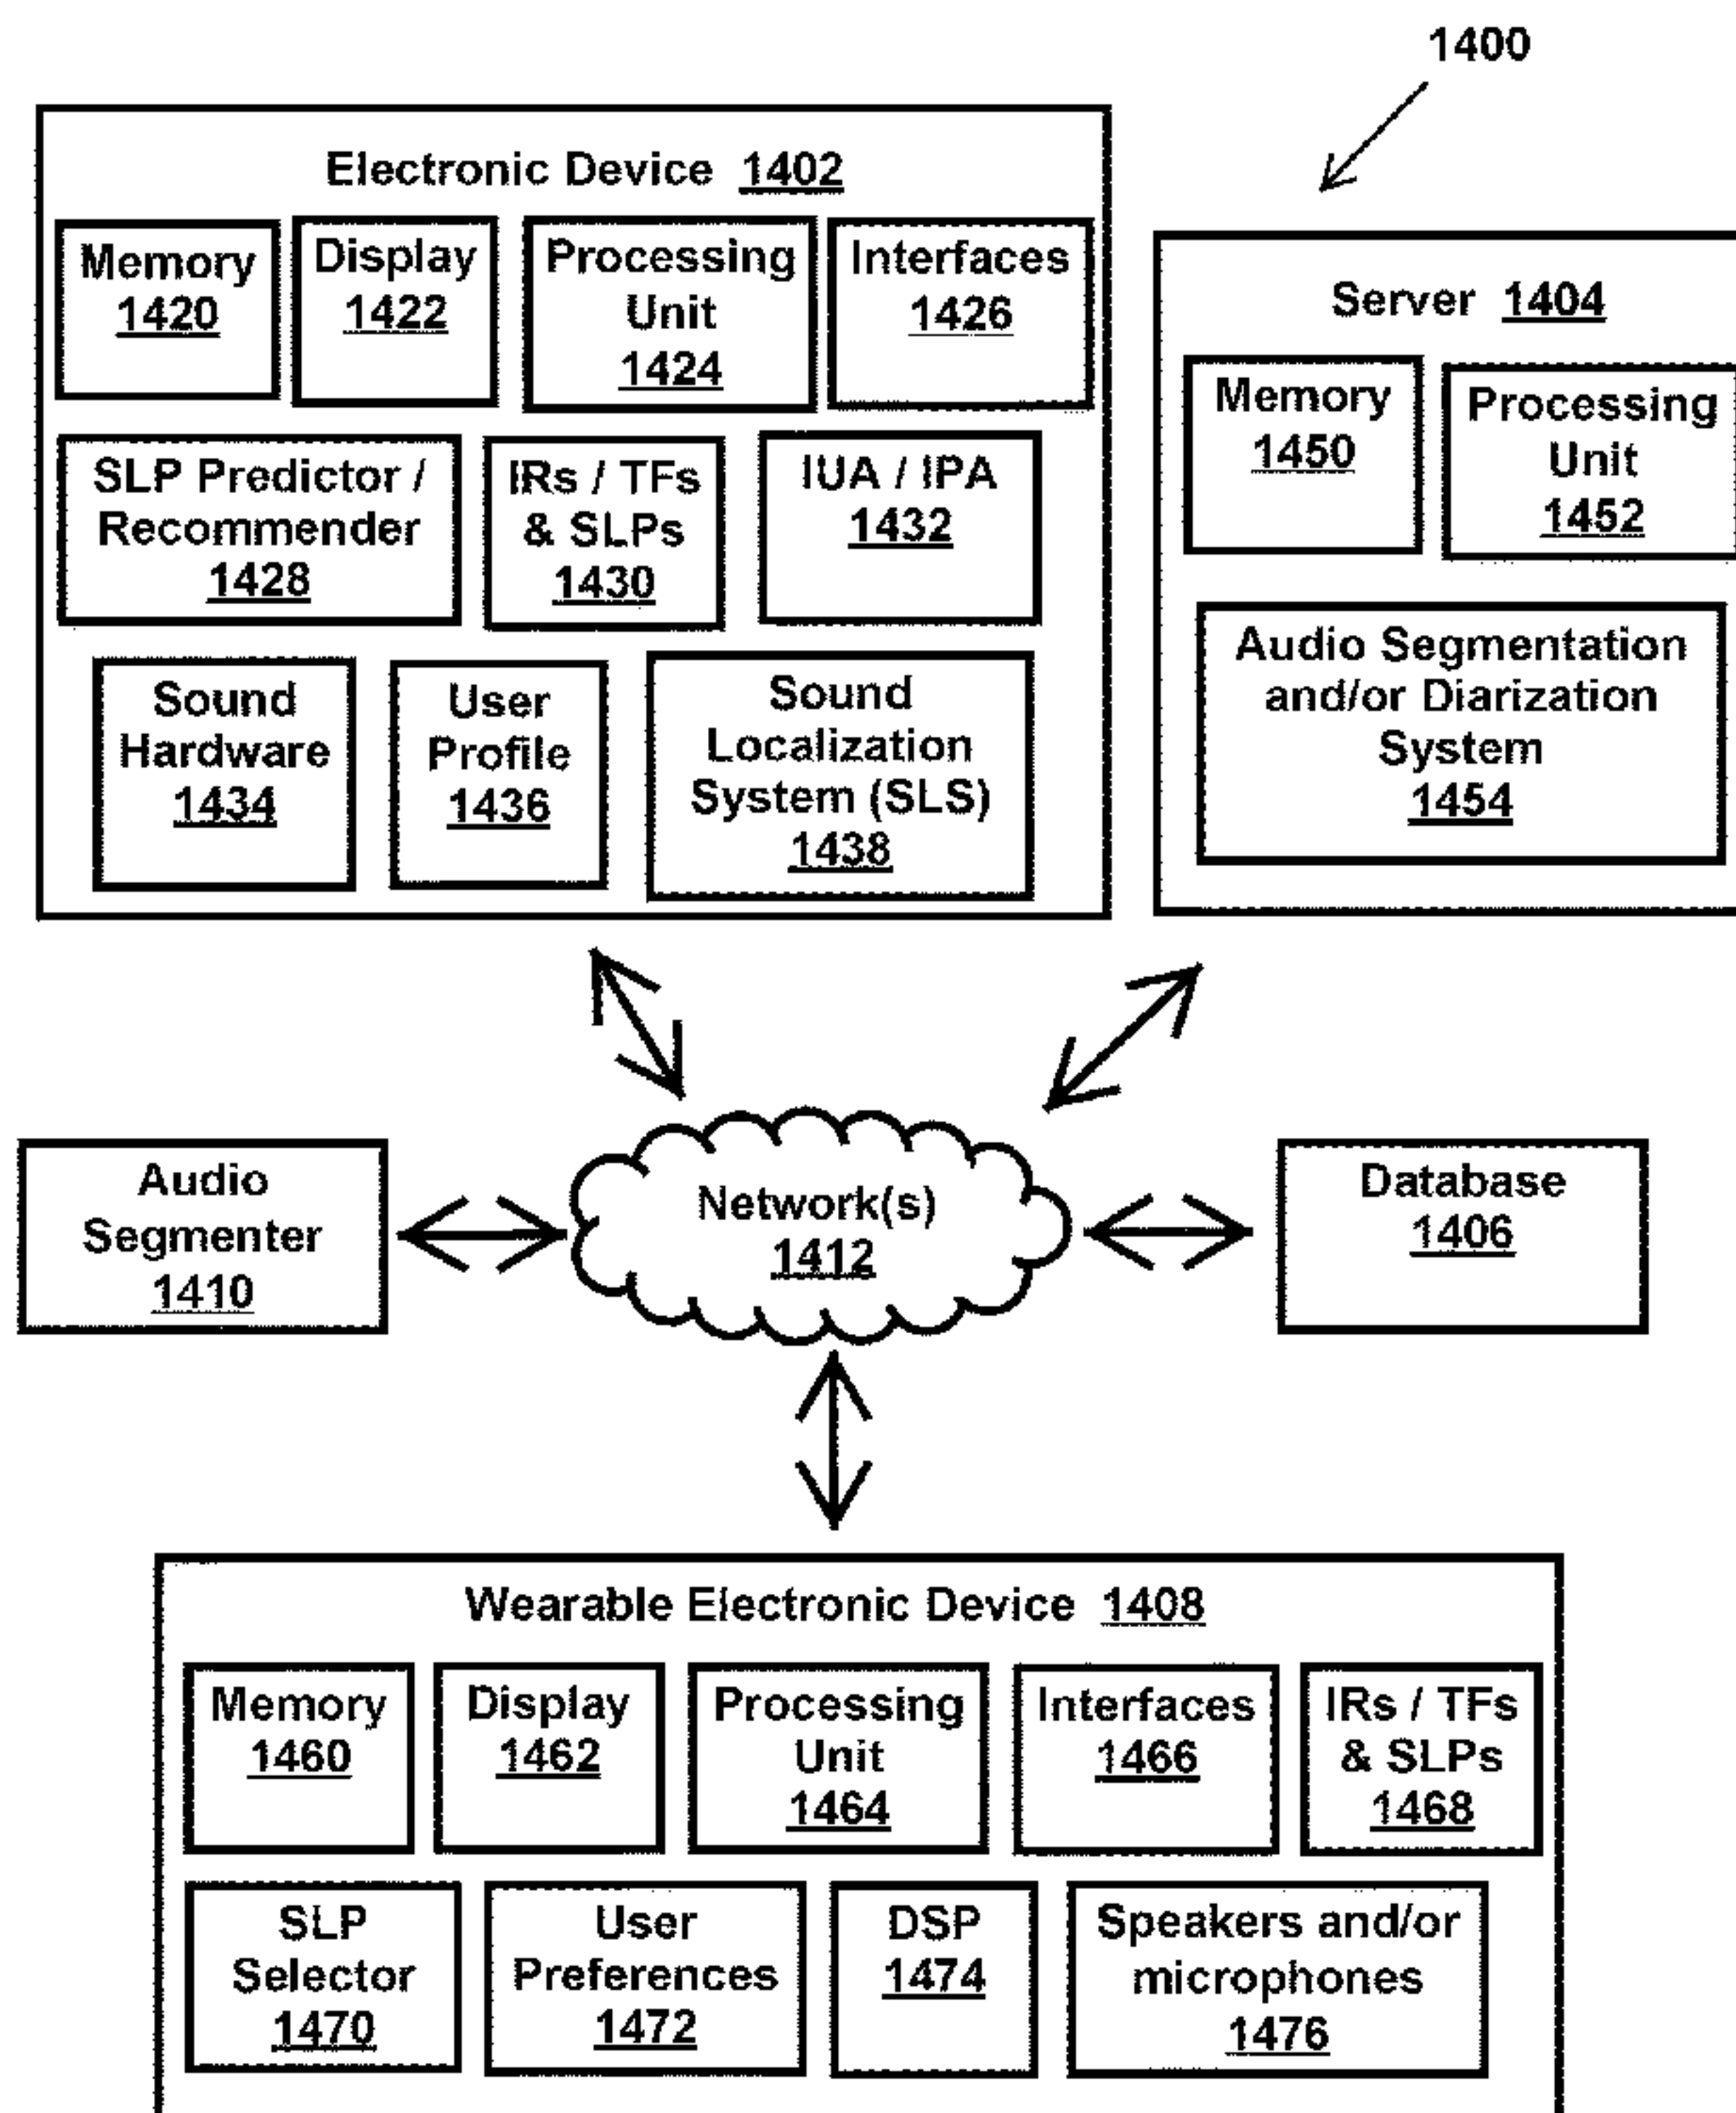 1400
Electronic Device 1402
Memory
1420
Display
1422
Processing
Unit
1424
Interfaces
1426
SLP Predictor /
Recommender
1428
IRs / TFs
& SLPs
1430
IUA / IPA
1432
Sound
Hardware
1434
User
Profile
1436
Sound
Localization
System (SLS)
1438
Server 1404
Memory
1450
Processing
Unit
1452
Audio Segmentation
and/or Diarization
System
1454
Audio
Segmenter
1410
Network(s)
1412
Database
1406
Wearable Electronic Device 1408
Memory
1460
Display
1462
Processing
Unit
1464
Interfaces
1466
IRs / TFs
& SLPs
1468
SLP
Selector
1470
User
Preferences
1472
DSP
1474
Speakers and/or
microphones
1476